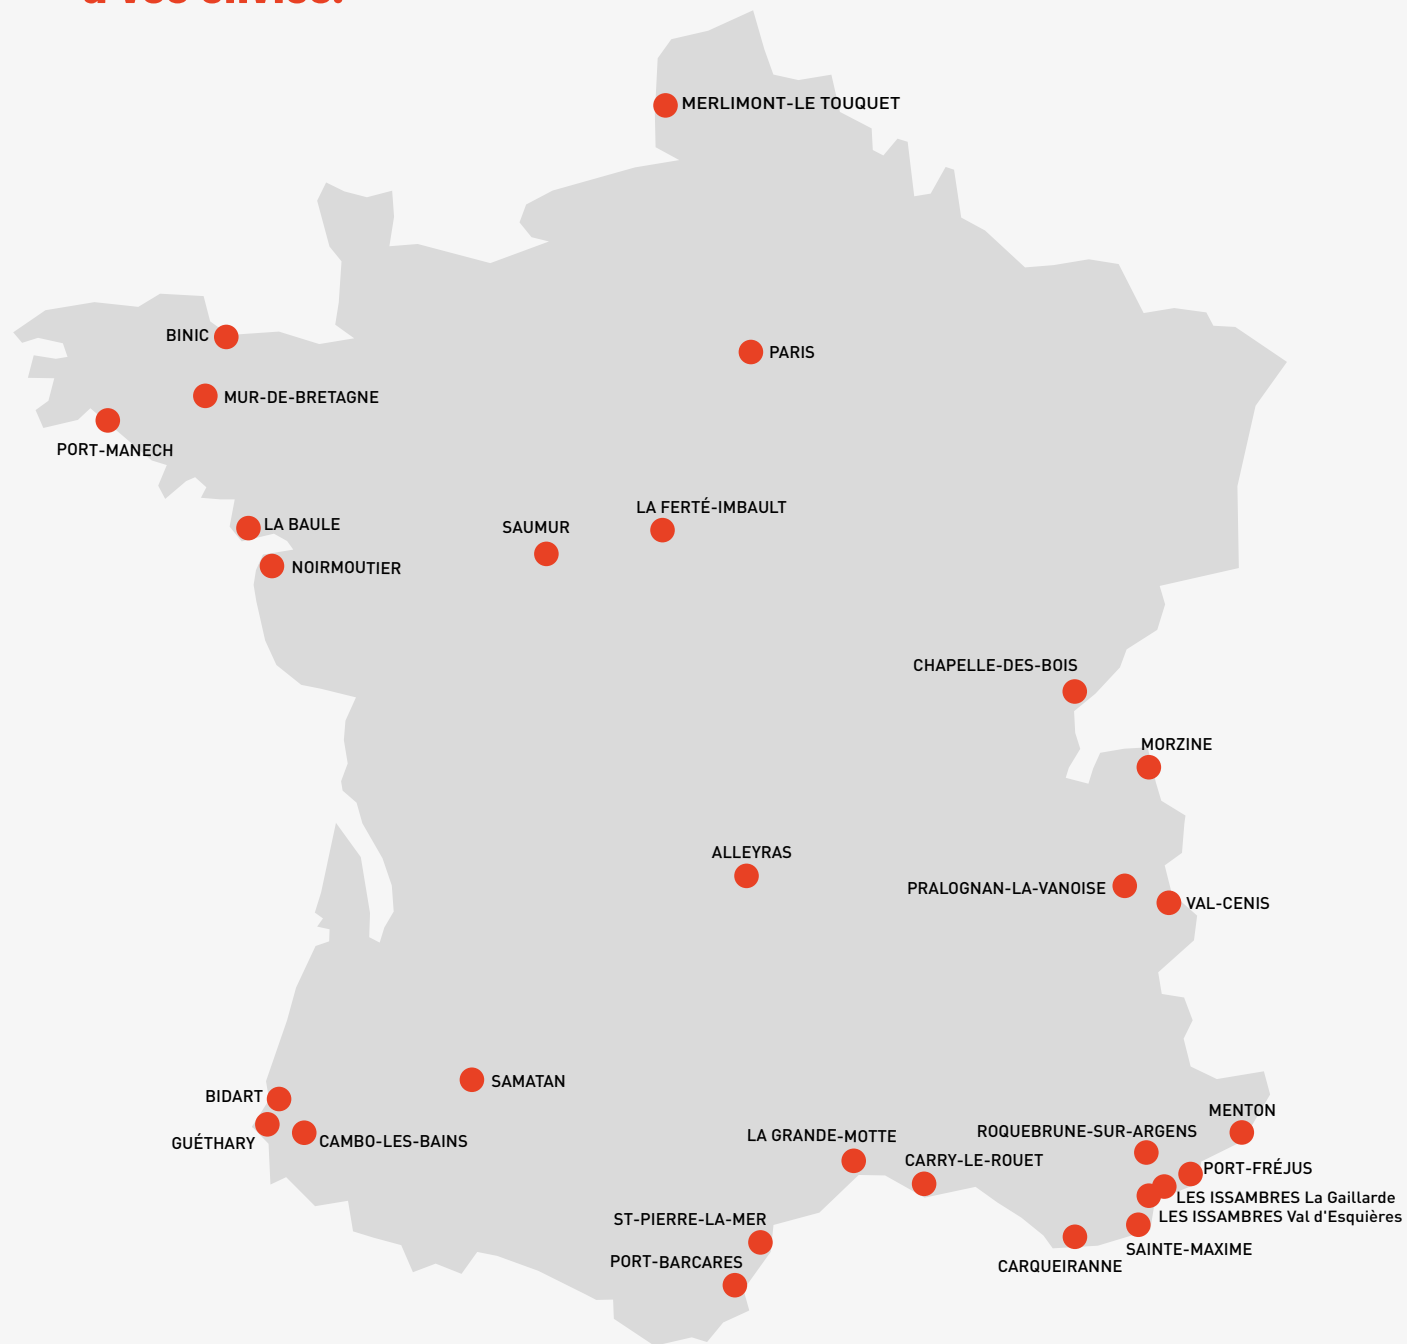 à vos envies.
MERLIMONT-LE TOUQUET
BINIC
PARIS
MUR-DE-BRETAGNE
PORT-MANECH
LA FERTÉ-IMBAULT
LA BAULE
SAUMUR
NOIRMOUTIER
CHAPELLE-DES-BOIS
MORZINE
ALLEYRAS
PRALOGNAN-LA-VANOISE
VAL-CENIS
SAMATAN
BIDART
GUÉTHARY
CAMBO-LES-BAINS
MENTON
ROQUEBRUNE-SUR-ARGENS
LA GRANDE-MOTTE
CARRY-LE-ROUET
PORT-FRÉJUS
LES ISSAMBRES La Gaillarde
LES ISSAMBRES Val d'Esquières
ST-PIERRE-LA-MER
SAINTE-MAXIME
PORT-BARCARES
CARQUEIRANNE